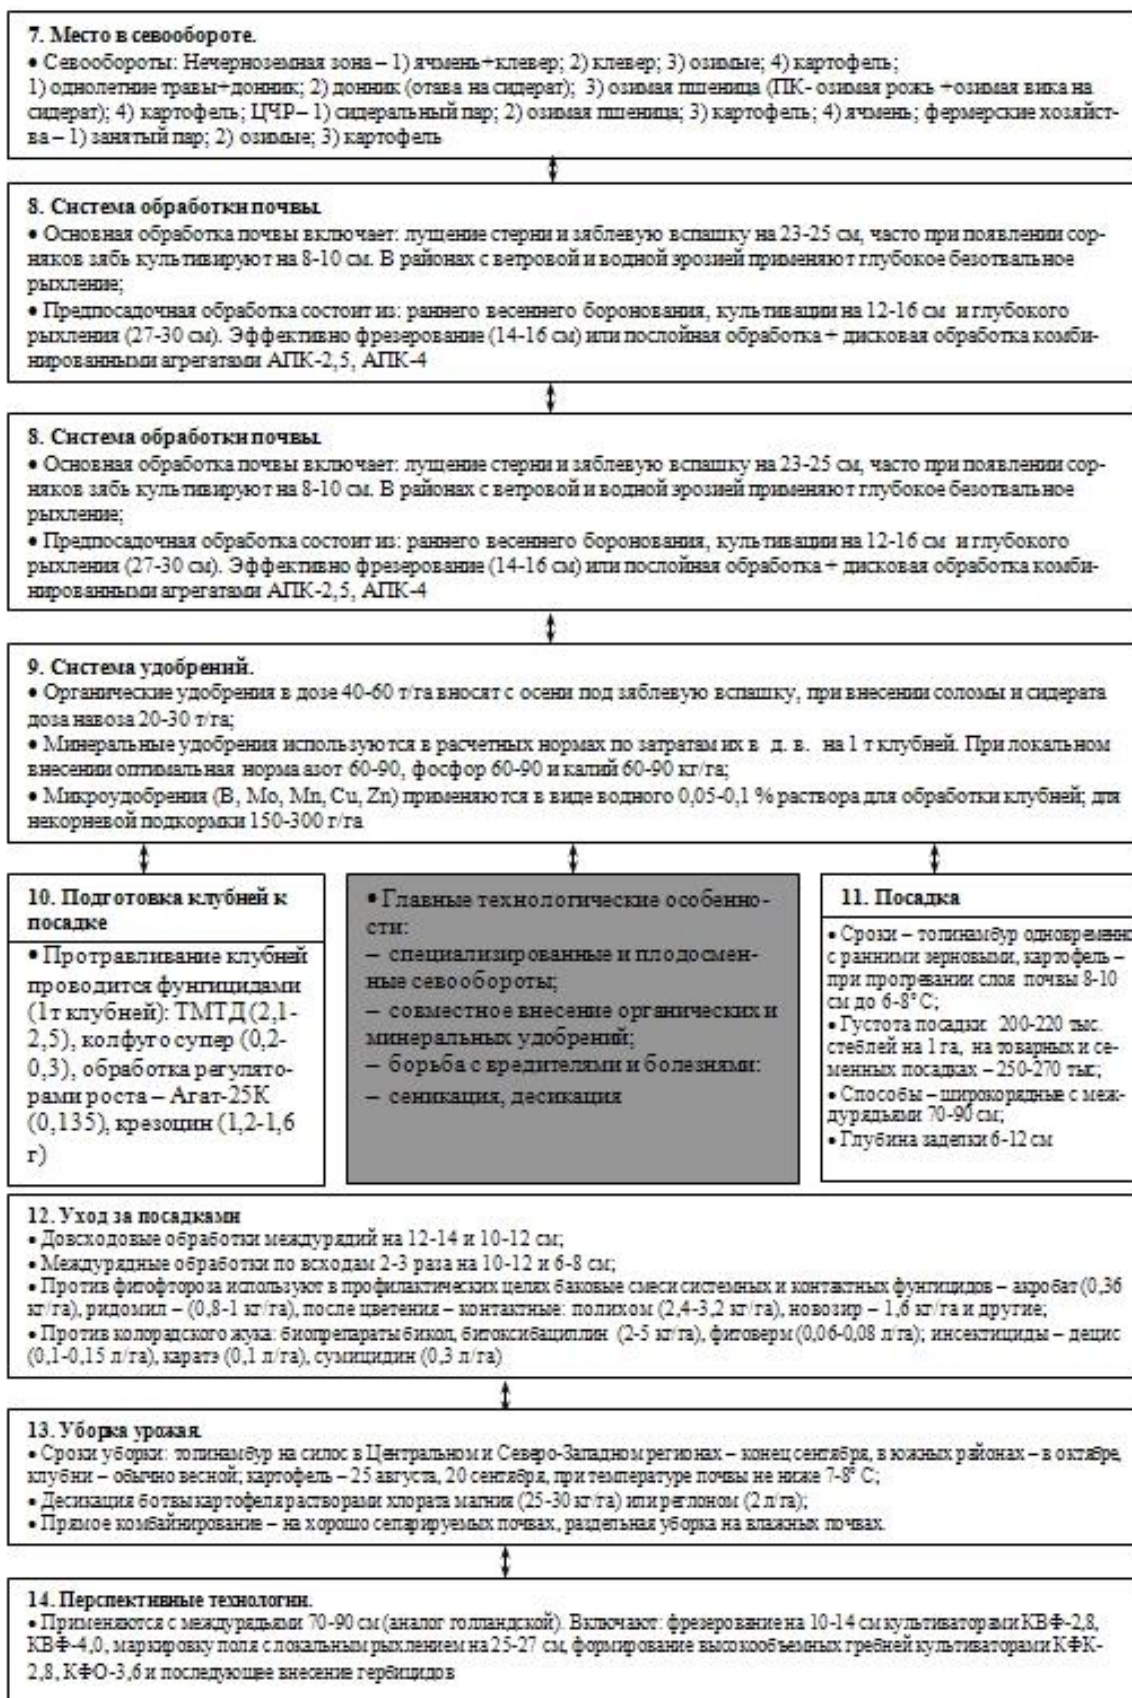 7. Место в севообороте.
• Севообороты: Нечерноземная зона – 1) ячмень+клевер; 2) клевер; 3) озимые; 4) картофель;
1) однолетние травы+донник; 2) донник (отава на сидерат); 3) озимая пшеница (ПК- озимая рожь +озимая вика на
сидерат); 4) картофель; ЦЧР – 1) сидеральный пар; 2) озимая пшеница; 3) картофель; 4) ячмень; фермерские хозяйст-
ва – 1) занятый пар; 2) озимые; 3) картофель
8. Система обработки почвы.
• Основная обработка почвы включает: лущение стерни и зяблевую вспашку на 23-25 см, часто при появлении сор-
няков зябь культивируют на 8-10 см. В районах с ветровой и водной эрозией применяют глубокое безотвальное
рыхление;
• Предпосадочная обработка состоит из: раннего весеннего боронования, культивации на 12-16 см и глубокого
рыхления (27-30 см). Эффективно фрезерование (14-16 см) или послойная обработка + дисковая обработка комби-
нированными агрегатами АПК-2,5, АПК-4
8. Система обработки почвы.
• Основная обработка почвы включает: лущение стерни и зяблевую вспашку на 23-25 см, часто при появлении сор-
няков зябь культивируют на 8-10 см. В районах с ветровой и водной эрозией применяют глубокое безотвальное
рыхление;
• Предпосадочная обработка состоит из: раннего весеннего боронования, культивации на 12-16 см и глубокого
рыхления (27-30 см). Эффективно фрезерование (14-16 см) или послойная обработка + дисковая обработка комби-
нированными агрегатами АПК-2,5, АПК-4
9. Система удобрений.
• Органические удобрения в дозе 40-60 т/га вносят с осени под зяблевую вспашку, при внесении соломы и сидерата
доза навоза 20-30 т/га;
• Минеральные удобрения используются в расчетных нормах по затратам их в д. в. на 1 т клубней. При локальном
внесении оптимальная норма азот 60-90, фосфор 60-90 и калий 60-90 кг/га;
• Микроудобрения (B, Mo, Mn, Cu, Zn) применяются в виде водного 0,05-0,1 % раствора для обработки клубней; для
некорневой подкормки 150-300 г/га
10. Подготовка клубней к
посадке
• Протравливание клубней
проводится фунгицидами
(1т клубней): ТМТД (2,1-
2,5), колфуго супер (0,2-
0,3), обработка регулято-
рами роста – Агат-25К
(0,135), крезоцин (1,2-1,6
г)
• Главные технологические особенно-
сти:
– специализированные и плодосмен-
ные севообороты;
– совместное внесение органических и
минеральных удобрений;
– борьба с вредителями и болезнями:
– сеникация, десикация
11. Посадка
• Сроки – топинамбур одновременно
с ранними зерновыми, картофель –
при прогревании слоя почвы 8-10
см до 6-8° С;
• Густота посадки: 200-220 тыс.
стеблей на 1 га, на товарных и се-
менных посадках – 250-270 тыс;
• Способы – широкорядные с меж-
дурядьями 70-90 см;
• Глубина заделки 6-12 см
12. Уход за посадками
• Довсходовые обработки междурядий на 12-14 и 10-12 см;
• Междурядные обработки по всходам 2-3 раза на 10-12 и 6-8 см;
• Против фитофтороза используют в профилактических целях баковые смеси системных и контактных фунгицидов – акробат (0,36
кг/га), ридомил – (0,8-1 кг/га), после цветения – контактные: полихом (2,4-3,2 кг/га), новозир – 1,6 кг/га и другие;
• Против колорадского жука: биопрепараты бикол, битоксибациллин (2-5 кг/га), фитоверм (0,06-0,08 л/га); инсектициды – децис
(0,1-0,15 л/га), каратэ (0,1 л/га), сумицидин (0,3 л/га)
13. Уборка урожая.
• Сроки уборки: топинамбур на силос в Центральном и Северо-Западном регионах – конец сентября, в южных районах – в октябре,
клубни – обычно весной; картофель – 25 августа, 20 сентября, при температуре почвы не ниже 7-8° С;
• Десикация ботвы картофеля растворами хлората магния (25-30 кг/га) или реглоном (2 л/га);
• Прямое комбайнирование – на хорошо сепарируемых почвах, раздельная уборка на влажных почвах.
14. Перспективные технологии.
• Применяются с междурядьями 70-90 см (аналог голландской). Включают: фрезерование на 10-14 см культиваторами КВФ-2,8,
КВФ-4,0, маркировку поля с локальным рыхлением на 25-27 см, формирование высокообъемных гребней культиваторами КФК-
2,8, КФО-3,6 и последующее внесение гербицидов